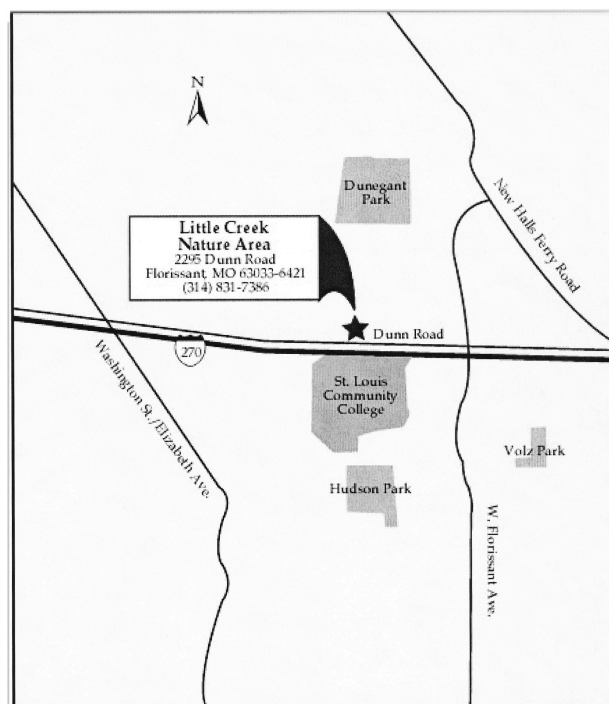 N
Dunegant
Park
New Halls Ferry Road
Little Creek
Nature Area
2295 Dunn Road
Florissant, MO 63033-6421
(314) 831-7386
Dunn Road
270
Washington St./Elizabeth Ave.
St. Louis
Community
College
Volz Park
Hudson Park
W. Florissant Ave.